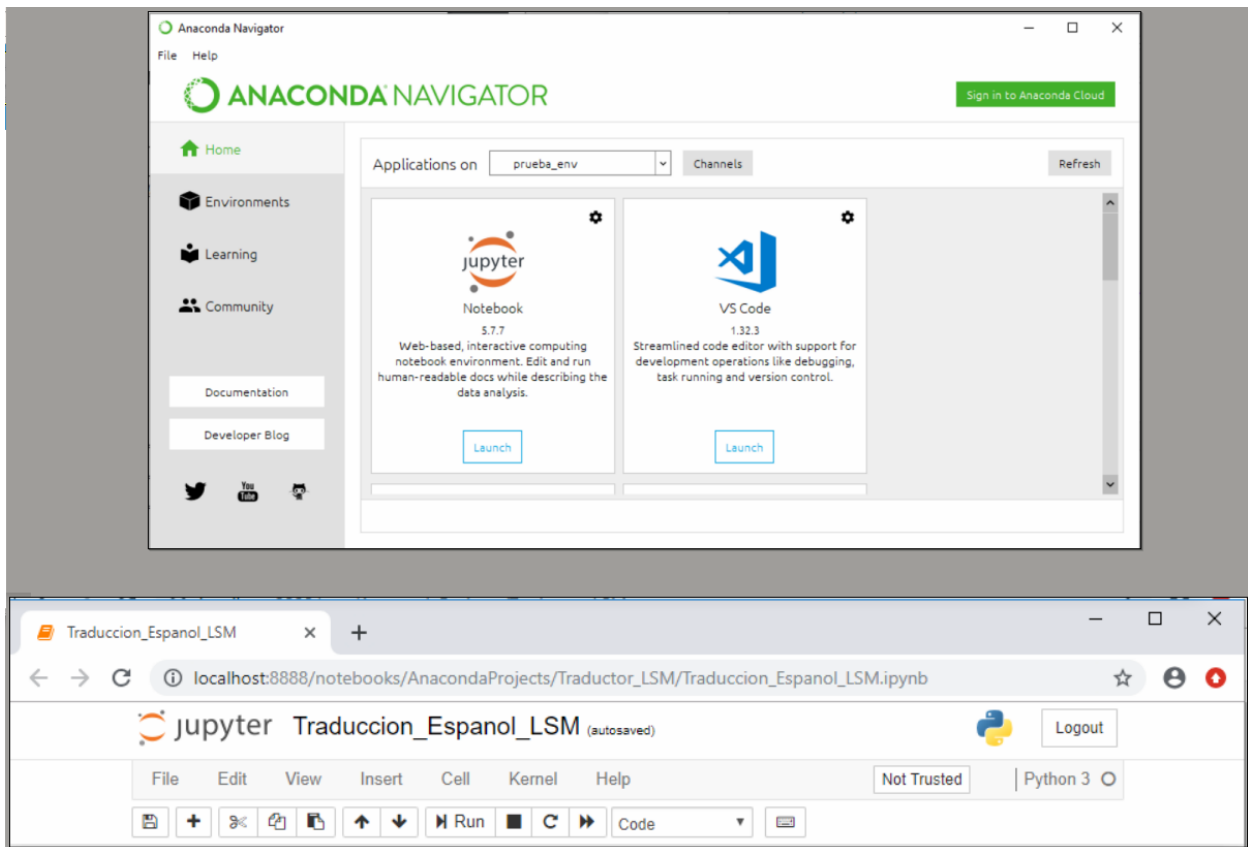 Anaconda Navigator
File Help
ANACONDA NAVIGATOR
Sign in to Anaconda Cloud
Home
Environments
Learning
Community
Documentation
Developer Blog
You
Tube
Applications on prueba_env Channels Refresh
jupyter
Notebook
5.7.7
Web-based, interactive computing
notebook environment. Edit and run
human-readable docs while describing the
data analysis.
Launch
VS Code
1.32.3
Streamlined code editor with support for
development operations like debugging,
task running and version control.
Launch
Traduccion_Espanol_LSM
localhost:8888/notebooks/AnacondaProjects/Traductor_LSM/Traduccion_Espanol_LSM.ipynb
jupyter Traduccion_Espanol_LSM (autosaved) Logout
File Edit View Insert Cell Kernel Help Not Trusted Python 3
Run Code